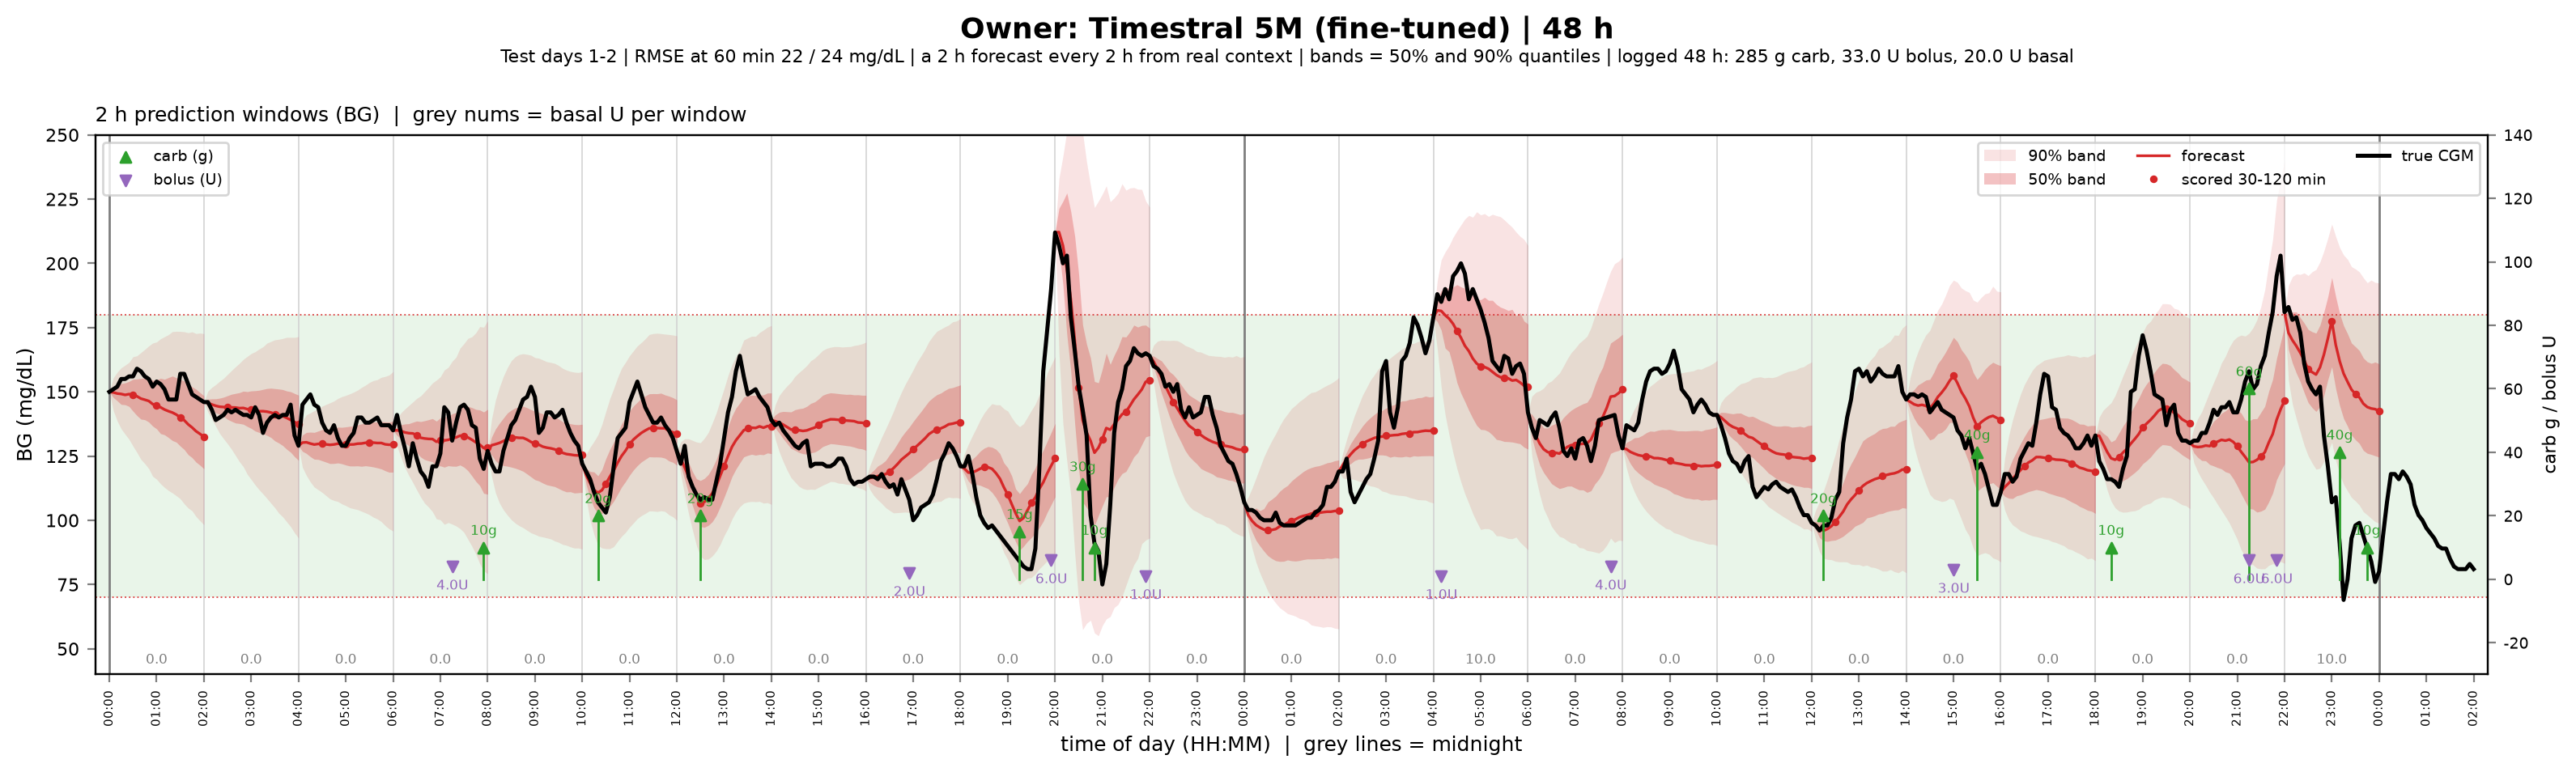 Owner: Timestral 5M (fine-tuned) | 48 h
Test days 1-2 | RMSE at 60 min 22 / 24 mg/dL | a 2 h forecast every 2 h from real context | bands = 50% and 90% quantiles | logged 48 h: 285 g carb, 33.0 U bolus, 20.0 U basal
2 h prediction windows (BG) | grey nums = basal U per window
carb (g)
bolus (U)
90% band
50% band
forecast
scored 30-120 min
true CGM
BG (mg/dL)
250
225
200
175
150
125
100
75
50
carb g / bolus U
140
120
100
80
60
40
20
0
-20
4.0U
10g
20g
20g
2.0U
15g
6.0U
30g
10g
1.0U
1.0U
4.0U
20g
3.0U
40g
10g
60g
6.0U
6.0U
40g
10g
0.0 0.0 0.0 0.0 0.0 0.0 0.0 0.0 0.0 0.0 0.0 0.0 0.0 0.0 10.0 0.0 0.0 0.0 0.0 0.0 0.0 0.0 0.0 10.0
00:00 01:00 02:00 03:00 04:00 05:00 06:00 07:00 08:00 09:00 10:00 11:00 12:00 13:00 14:00 15:00 16:00 17:00 18:00 19:00 20:00 21:00 22:00 23:00 00:00 01:00 02:00 03:00 04:00 05:00 06:00 07:00 08:00 09:00 10:00 11:00 12:00 13:00 14:00 15:00 16:00 17:00 18:00 19:00 20:00 21:00 22:00 23:00 00:00 01:00 02:00
time of day (HH:MM) | grey lines = midnight